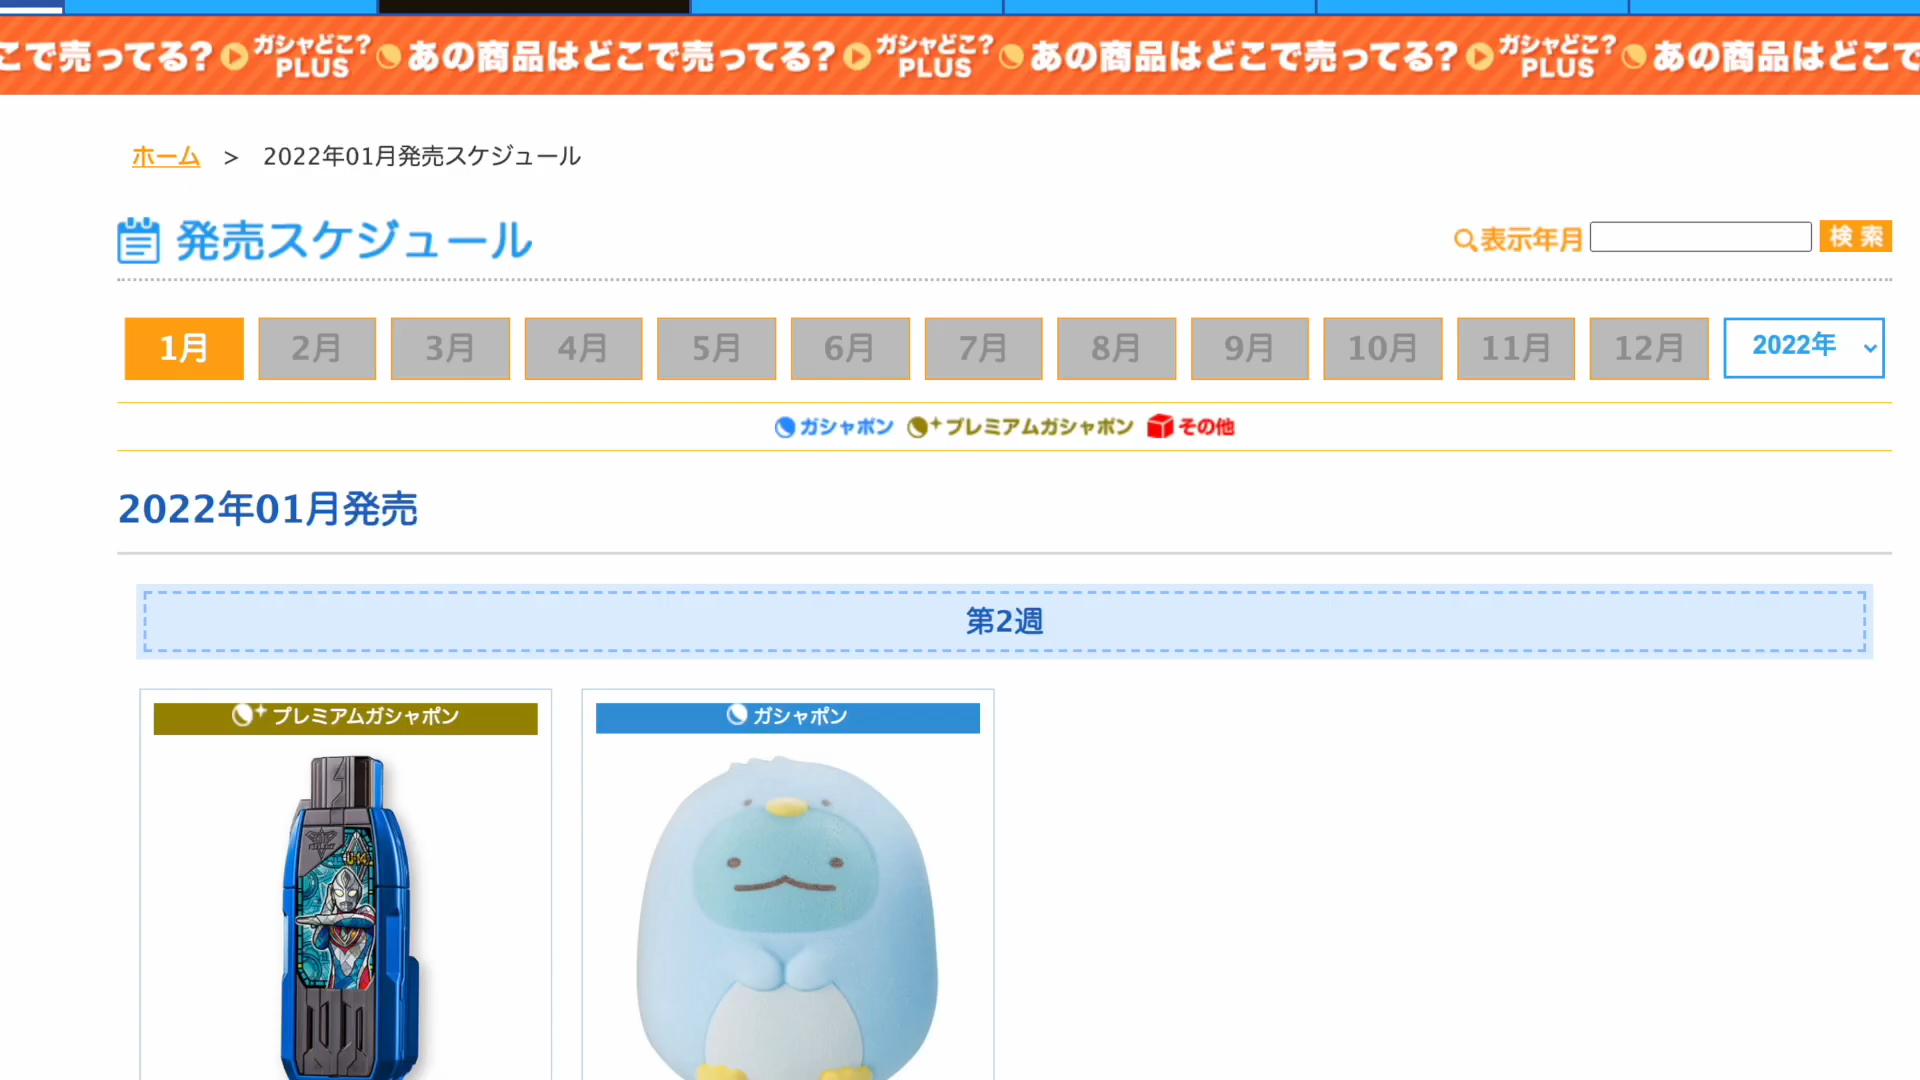 こで売ってる? ガシャどこ?PLUS あの商品はどこで売ってる? ガシャどこ?PLUS あの商品はどこで売ってる? ガシャどこ?PLUS あの商品はどこで
ホーム > 2022年01月発売スケジュール
発売スケジュール 表示年月 検索
1月 2月 3月 4月 5月 6月 7月 8月 9月 10月 11月 12月 2022年
ガシャポン プレミアムガシャポン その他
2022年01月発売
第2週
プレミアムガシャポン ガシャポン